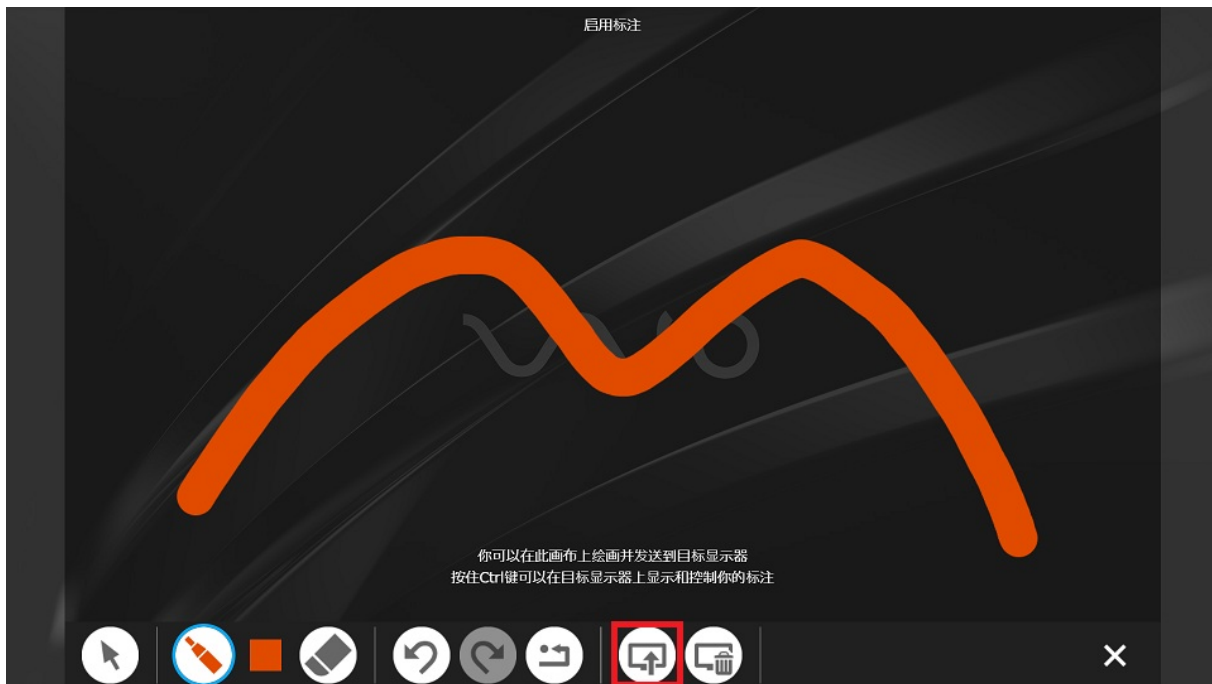 启用标注
VAIO
你可以在此画布上绘画并发送到目标显示器
按住Ctrl键可以在目标显示器上显示和控制你的标注